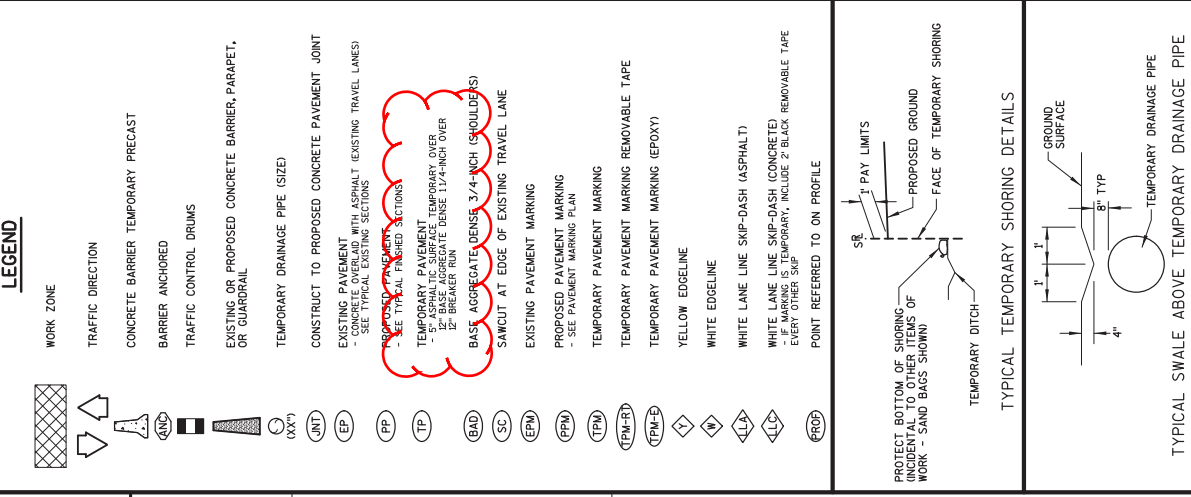 LEGEND
WORK ZONE
TRAFFIC DIRECTION
CONCRETE BARRIER TEMPORARY PRECAST
ANC
BARRIER ANCHORED
TRAFFIC CONTROL DRUMS
EXISTING OR PROPOSED CONCRETE BARRIER, PARAPET,
OR GUARDRAIL
(XX")
TEMPORARY DRAINAGE PIPE (SIZE)
JNT
CONSTRUCT TO PROPOSED CONCRETE PAVEMENT JOINT
EP
EXISTING PAVEMENT
- CONCRETE OVERLAID WITH ASPHALT (EXISTING TRAVEL LANES)
SEE TYPICAL EXISTING SECTIONS
PP
PROPOSED PAVEMENT
- SEE TYPICAL FINISHED SECTIONS
TP
TEMPORARY PAVEMENT
- 5" ASPHALTIC SURFACE TEMPORARY OVER
12" BASE AGGREGATE DENSE 1 1/4-INCH OVER
12" BREAKER RUN
BAD
BASE AGGREGATE DENSE 3/4-INCH (SHOULDERS)
SC
SAWCUT AT EDGE OF EXISTING TRAVEL LANE
EPM
EXISTING PAVEMENT MARKING
PPM
PROPOSED PAVEMENT MARKING
- SEE PAVEMENT MARKING PLAN
TPM
TEMPORARY PAVEMENT MARKING
TPM-RT
TEMPORARY PAVEMENT MARKING REMOVABLE TAPE
TPM-E
TEMPORARY PAVEMENT MARKING (EPOXY)
Y
YELLOW EDGELINE
W
WHITE EDGELINE
LLA
WHITE LANE LINE SKIP-DASH (ASPHALT)
LLC
WHITE LANE LINE SKIP-DASH (CONCRETE)
- IF MARKING IS TEMPORARY, INCLUDE 2' BLACK REMOVABLE TAPE
EVERY OTHER SKIP
PROF
POINT REFERRED TO ON PROFILE
PROTECT BOTTOM OF SHORING
(INCIDENTAL TO OTHER ITEMS OF
WORK - SAND BAGS SHOWN)
SR
1' PAY LIMITS
PROPOSED GROUND
FACE OF TEMPORARY SHORING
TEMPORARY DITCH
TYPICAL TEMPORARY SHORING DETAILS
GROUND
SURFACE
1'
1'
8" TYP
4"
TEMPORARY DRAINAGE PIPE
TYPICAL SWALE ABOVE TEMPORARY DRAINAGE PIPE